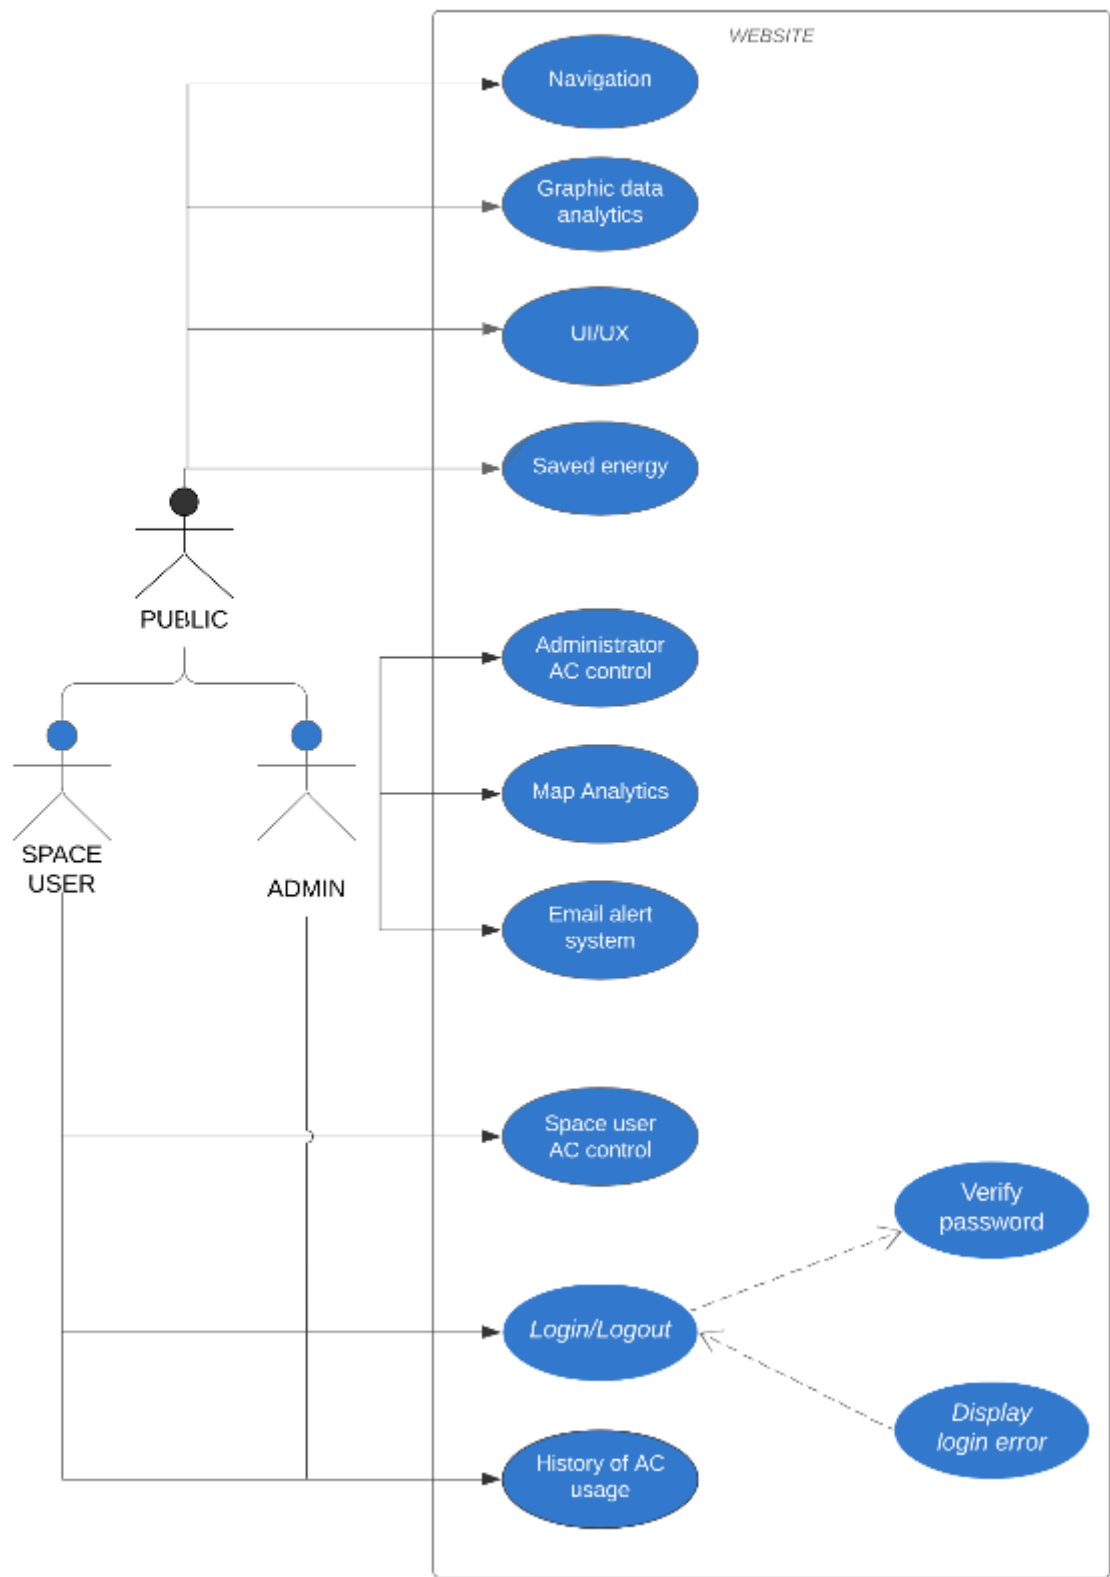 WEBSITE
Navigation
Graphic data
analytics
UI/UX
Saved energy
PUBLIC
Administrator
AC control
Map Analytics
SPACE
USER
ADMIN
Email alert
system
Space user
AC control
Verify
password
Login/Logout
Display
login error
History of AC
usage